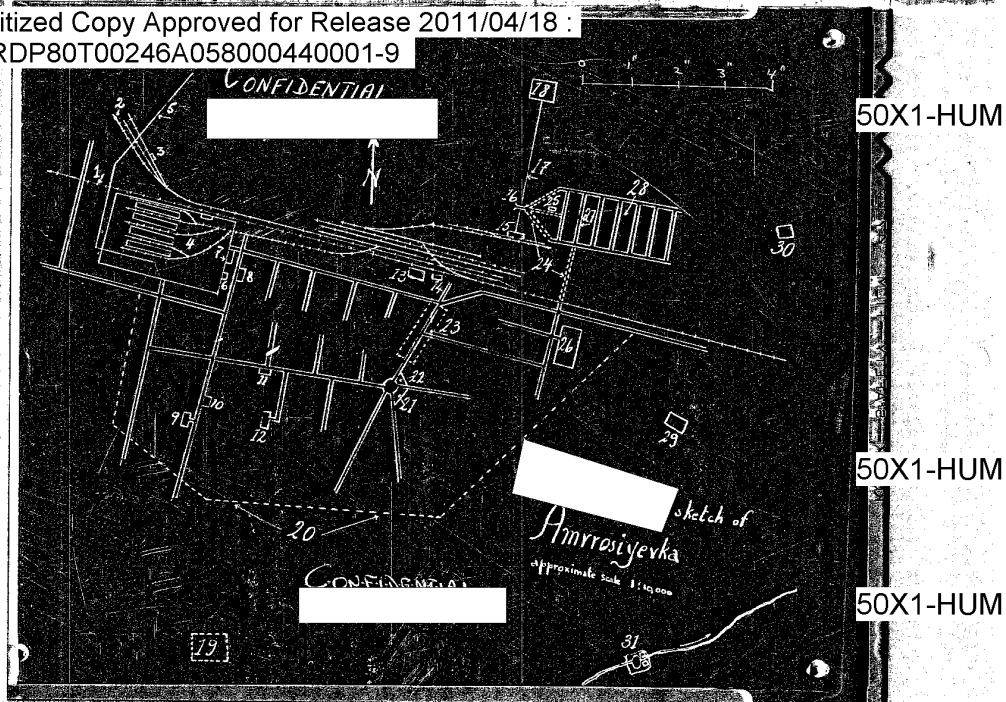 itized Copy Approved for Release 2011/04/18 :
RDP80T00246A058000440001-9
CONFIDENTIAL
50X1-HUM
0 1" 2" 3" 4"
18
2 5
3
N
17
1 16 25 28
27
15
30
4
7
24
6 8 13 14
23
26
22
11
21
9 10
12
29
50X1-HUM
sketch of
Amvrosiyevka
approximate scale 1:10,000
20
CONFIDENTIAL
50X1-HUM
19
31